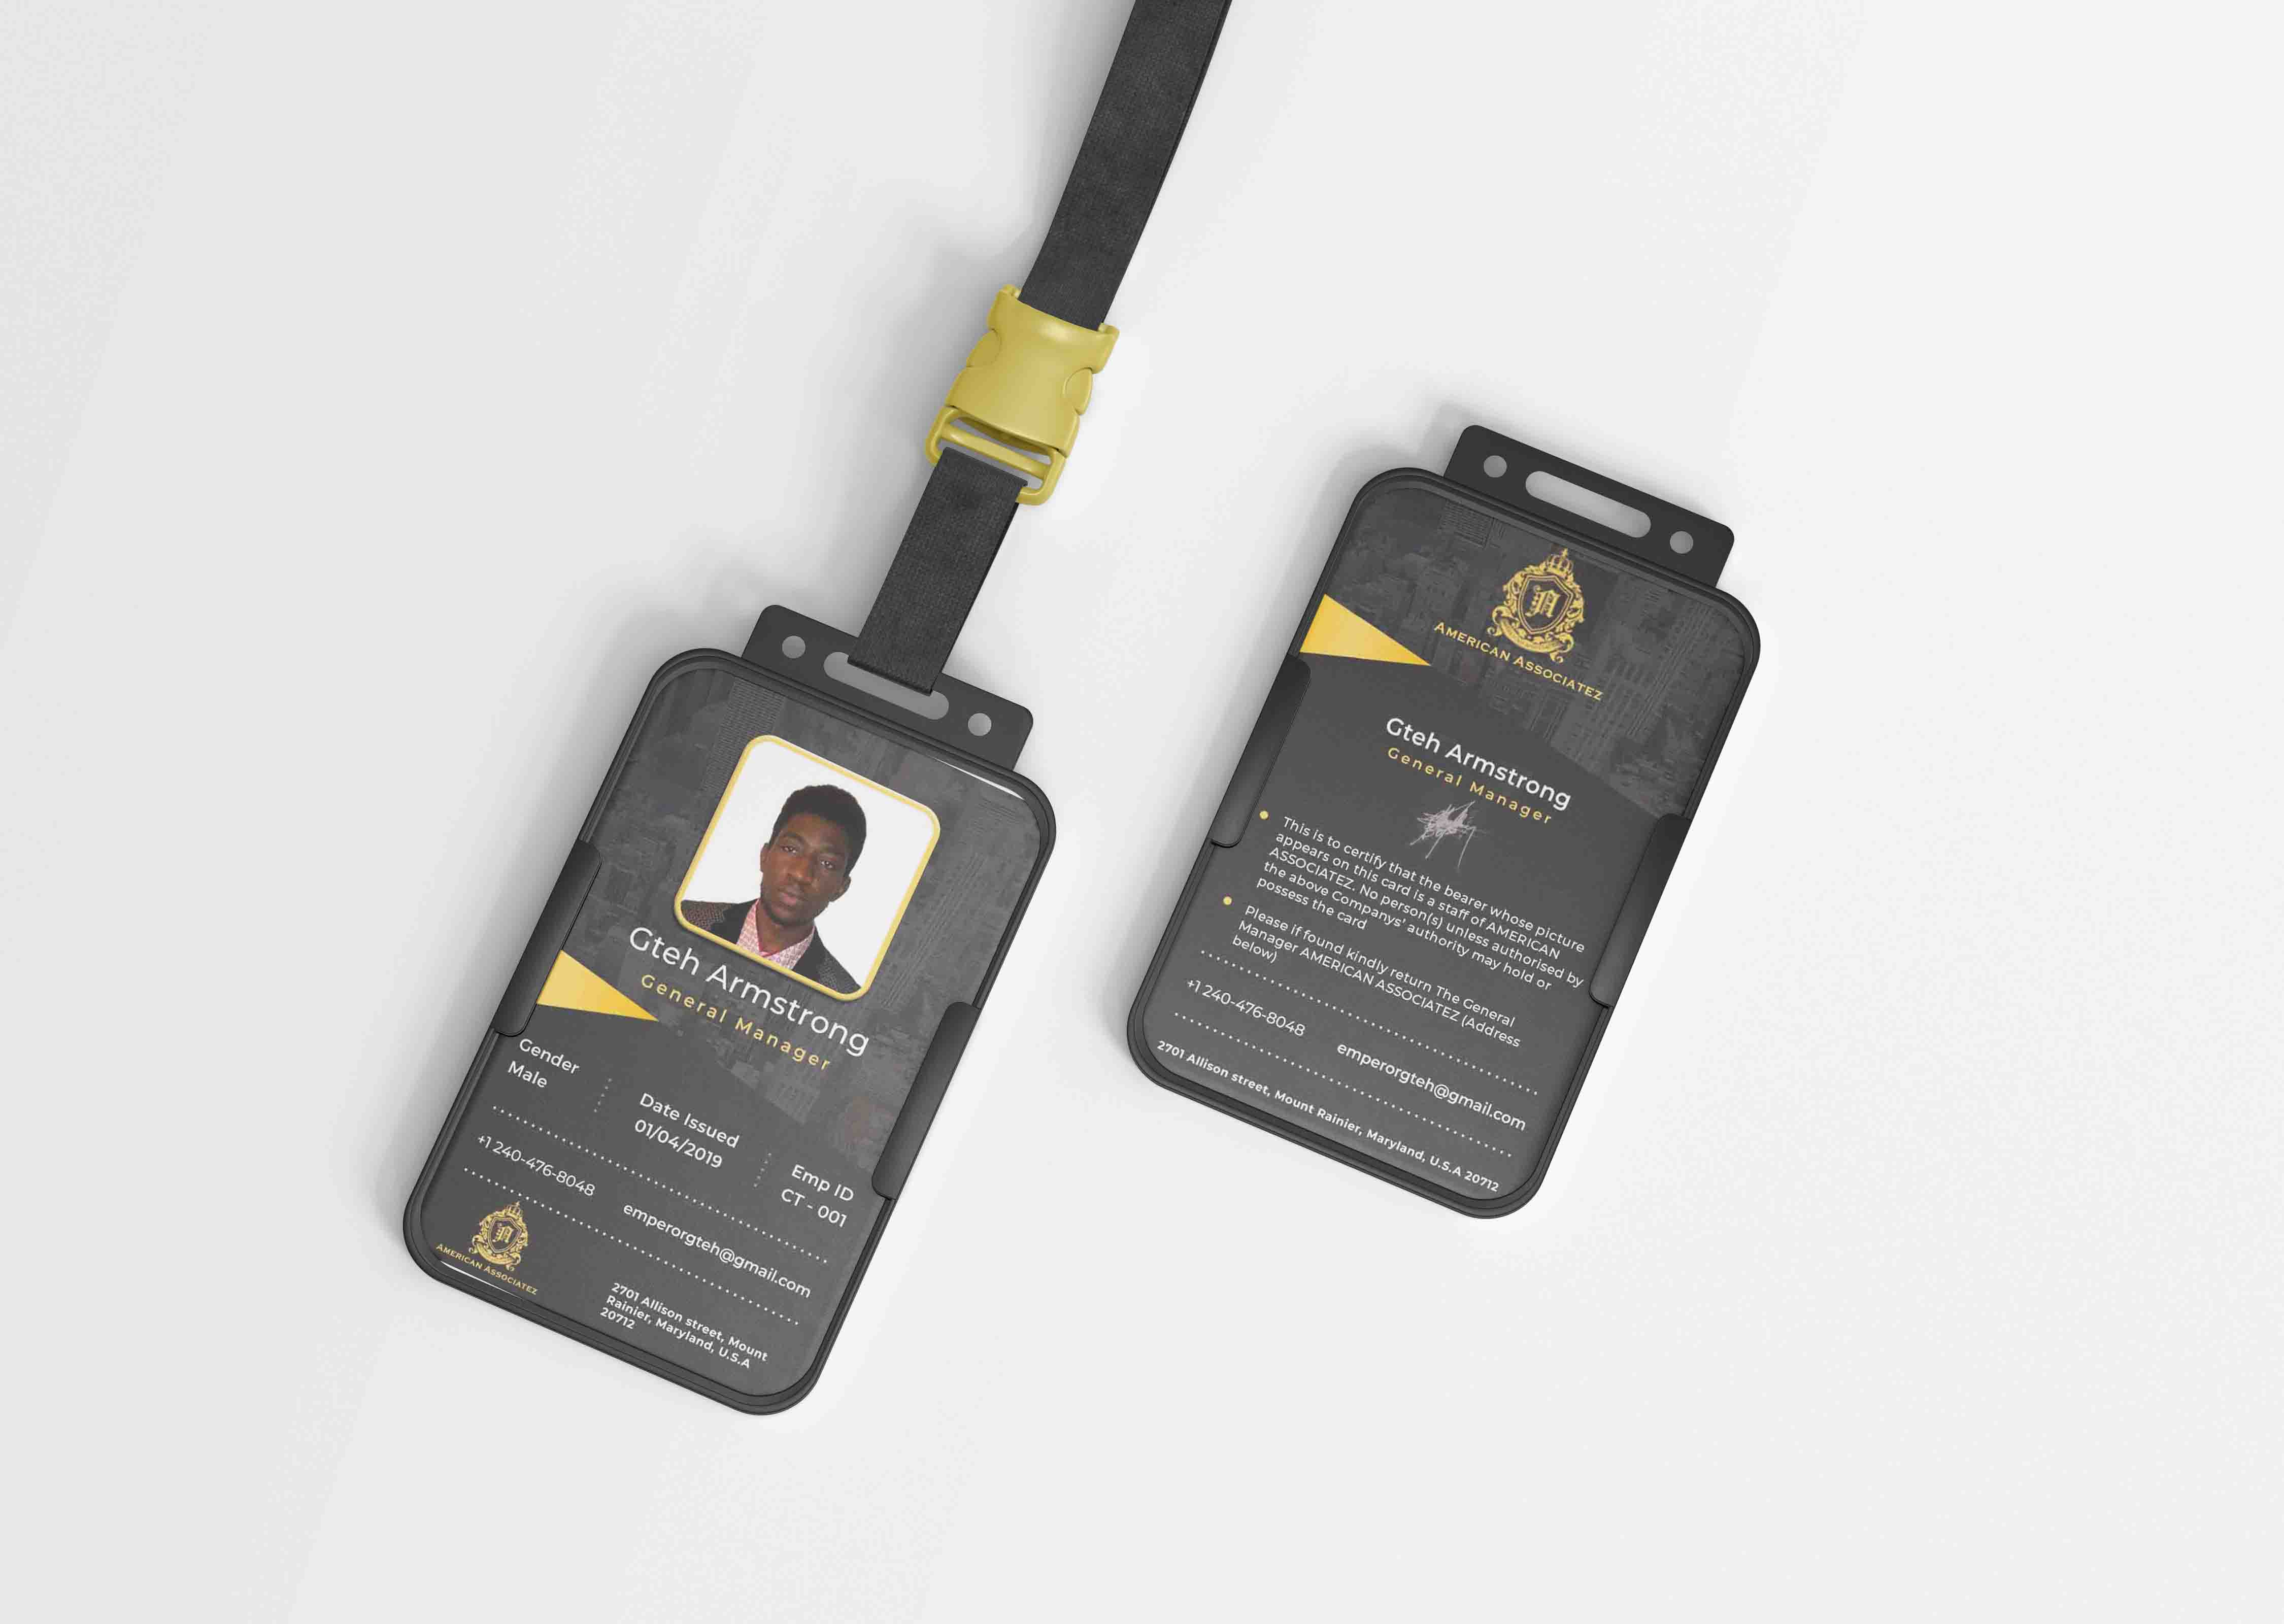 Gteh Armstrong
General Manager
Gender
Male
Date Issued
01/04/2019
Emp ID
CT - 001
+1 240-476-8048
emperorgteh@gmail.com
AMERICAN ASSOCIATEZ
2701 Allison street, Mount
Rainier, Maryland, U.S.A
20712
AMERICAN ASSOCIATEZ
Gteh Armstrong
General Manager
This is to certify that the bearer whose picture
appears on this card is a staff of AMERICAN
ASSOCIATEZ. No person(s) unless authorised by
the above Companys' authority may hold or
possess the card
Please if found kindly return The General
Manager AMERICAN ASSOCIATEZ (Address
below)
+1 240-476-8048
emperorgteh@gmail.com
2701 Allison street, Mount Rainier, Maryland, U.S.A 20712